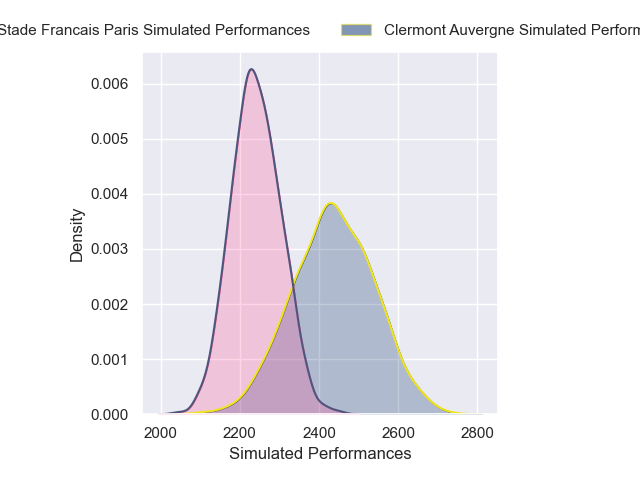 Stade Francais Paris Simulated Performances
Clermont Auvergne Simulated Perform
0.006
0.005
0.004
0.003
0.002
0.001
0.000
Density
2000 2200 2400 2600 2800
Simulated Performances